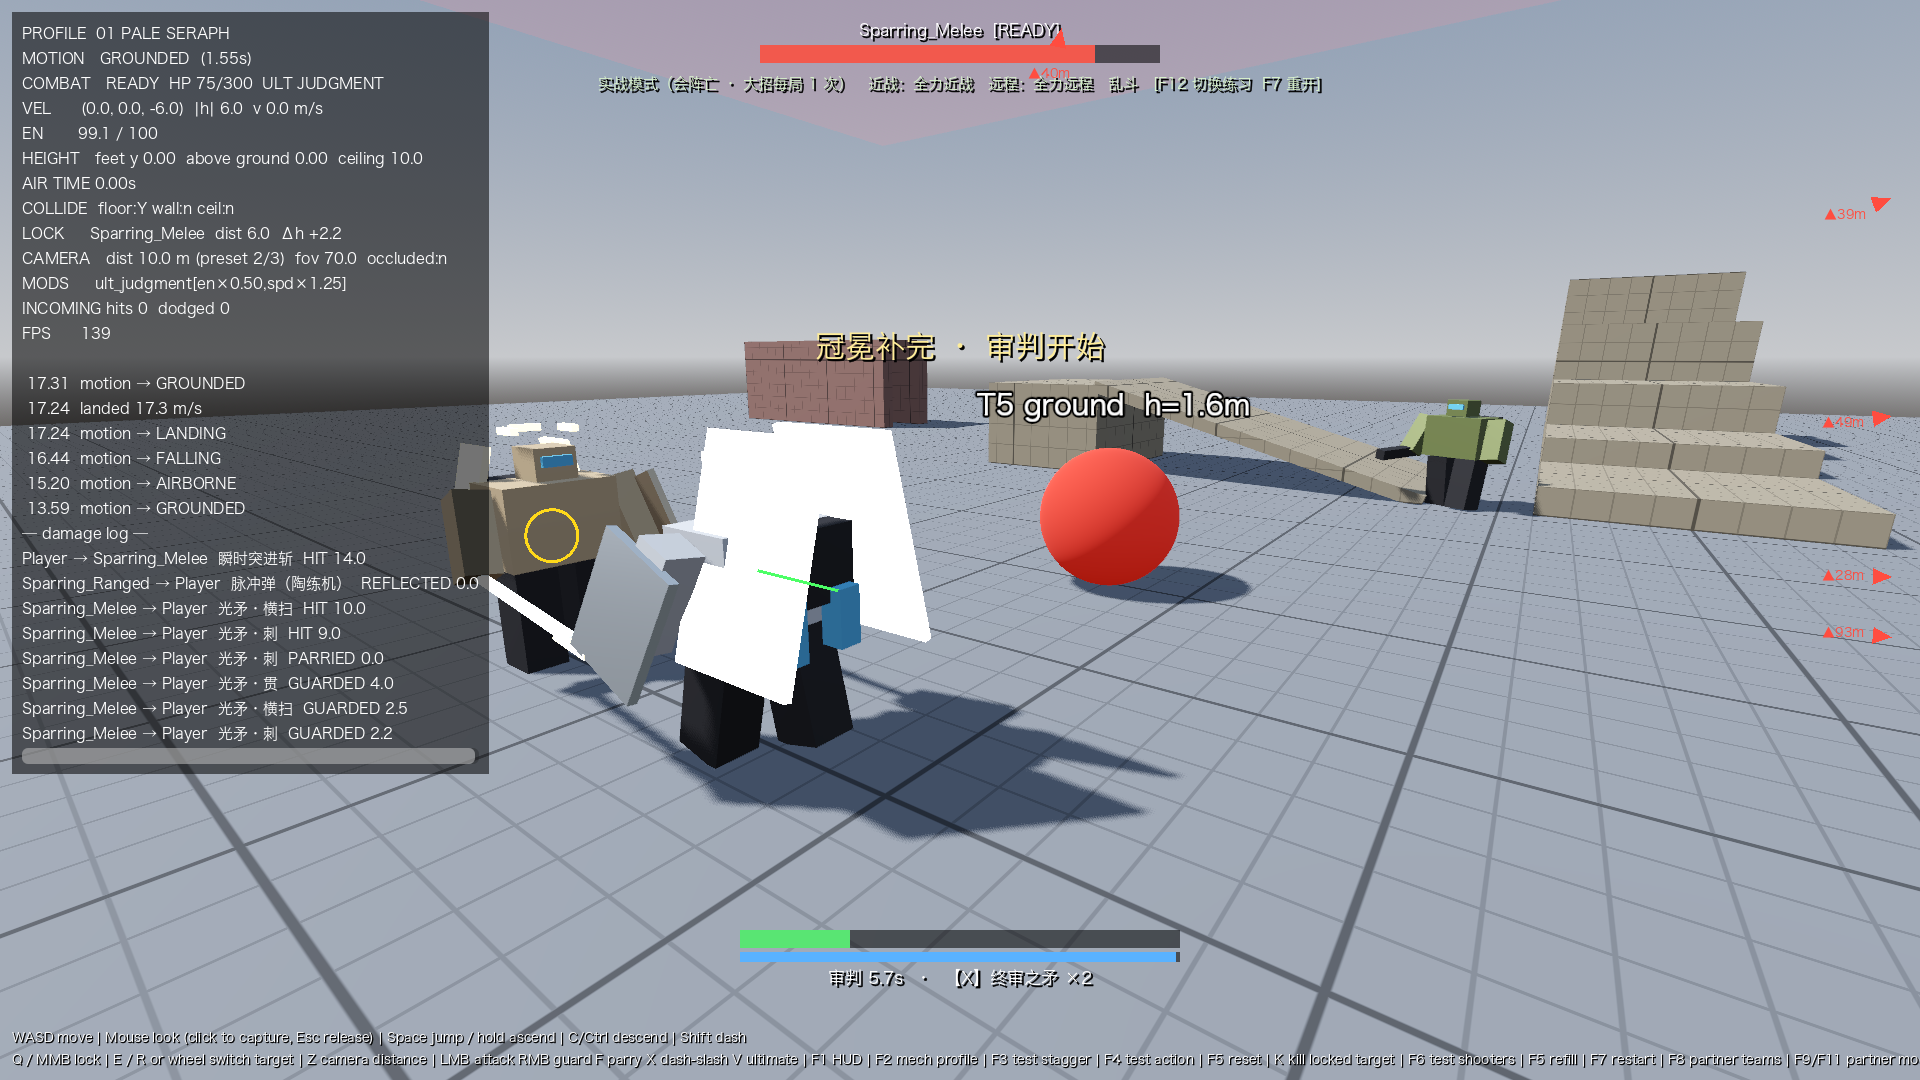 PROFILE  01 PALE SERAPH
MOTION   GROUNDED  (1.55s)
COMBAT   READY  HP 75/300  ULT JUDGMENT
VEL      (0.0, 0.0, -6.0)  |h| 6.0  v 0.0 m/s
EN       99.1 / 100
HEIGHT   feet y 0.00  above ground 0.00  ceiling 10.0
AIR TIME 0.00s
COLLIDE  floor:Y wall:n ceil:n
LOCK     Sparring_Melee  dist 6.0   Δh +2.2
CAMERA   dist 10.0 m (preset 2/3)  fov 70.0  occluded:n
MODS     ult_judgment[en×0.50,spd×1.25]
INCOMING hits 0  dodged 0
FPS      139
17.31  motion → GROUNDED
17.24  landed 17.3 m/s
17.24  motion → LANDING
16.44  motion → FALLING
15.20  motion → AIRBORNE
13.59  motion → GROUNDED
— damage log —
Player → Sparring_Melee  瞬时突进斩  HIT 14.0
Sparring_Ranged → Player  脉冲弹（陶练机）  REFLECTED 0.0
Sparring_Melee → Player  光矛·横扫  HIT 10.0
Sparring_Melee → Player  光矛·刺  HIT 9.0
Sparring_Melee → Player  光矛·刺  PARRIED 0.0
Sparring_Melee → Player  光矛·贯  GUARDED 4.0
Sparring_Melee → Player  光矛·横扫  GUARDED 2.5
Sparring_Melee → Player  光矛·刺  GUARDED 2.2
Sparring_Melee  [READY]
▲40m
实战模式（会阵亡 · 大招每局 1 次）  近战: 全力近战  远程: 全力远程  乱斗  [F12 切换练习  F7 重开]
▲39m
冠冕补完 · 审判开始
T5 ground  h=1.6m
▲49m
▲28m
▲93m
审判 5.7s  ·  【X】终审之矛 ×2
WASD move | Mouse look (click to capture, Esc release) | Space jump / hold ascend | C/Ctrl descend | Shift dash
Q / MMB lock | E / R or wheel switch target | Z camera distance | LMB attack RMB guard F parry X dash-slash V ultimate | F1 HUD | F2 mech profile | F3 test stagger | F4 test action | F5 reset | K kill locked target | F6 test shooters | F5 refill | F7 restart | F8 partner teams | F9/F11 partner mo